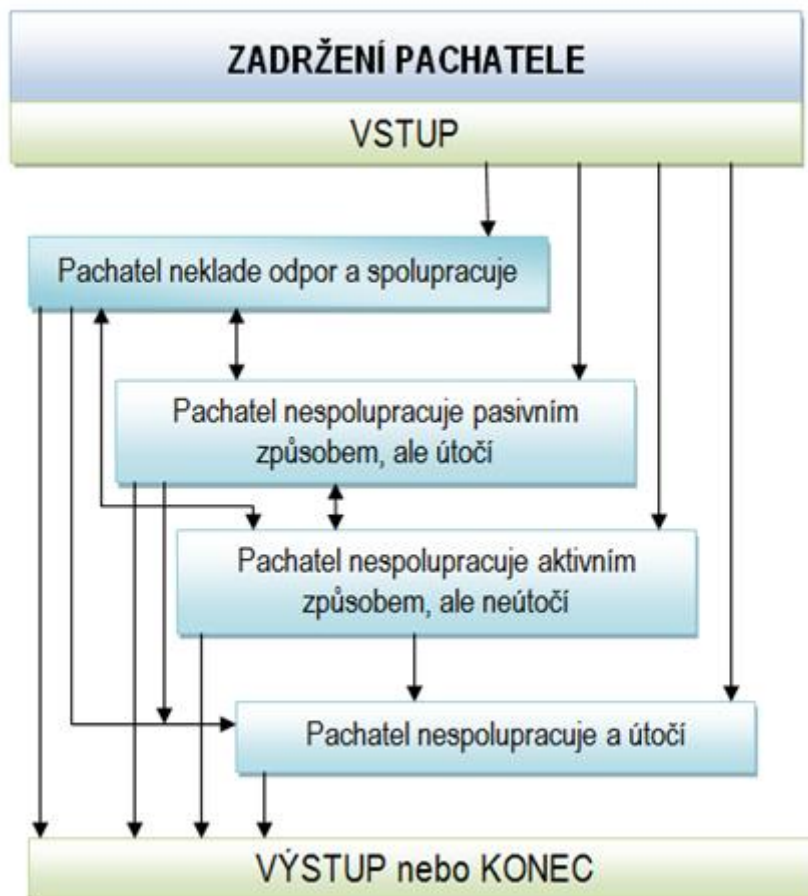 ZADRŽENÍ PACHATELE
VSTUP
Pachatel neklade odpor a spolupracuje
Pachatel nespolupracuje pasivním
způsobem, ale útočí
Pachatel nespolupracuje aktivním
způsobem, ale neútočí
Pachatel nespolupracuje a útočí
VÝSTUP nebo KONEC